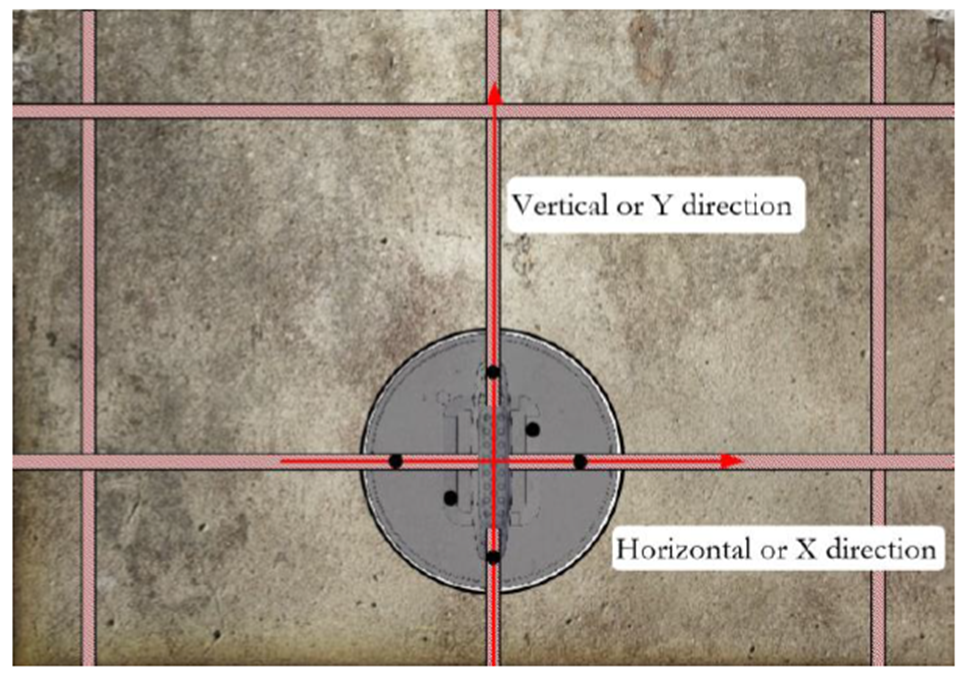 Vertical or Y direction
Horizontal or X direction